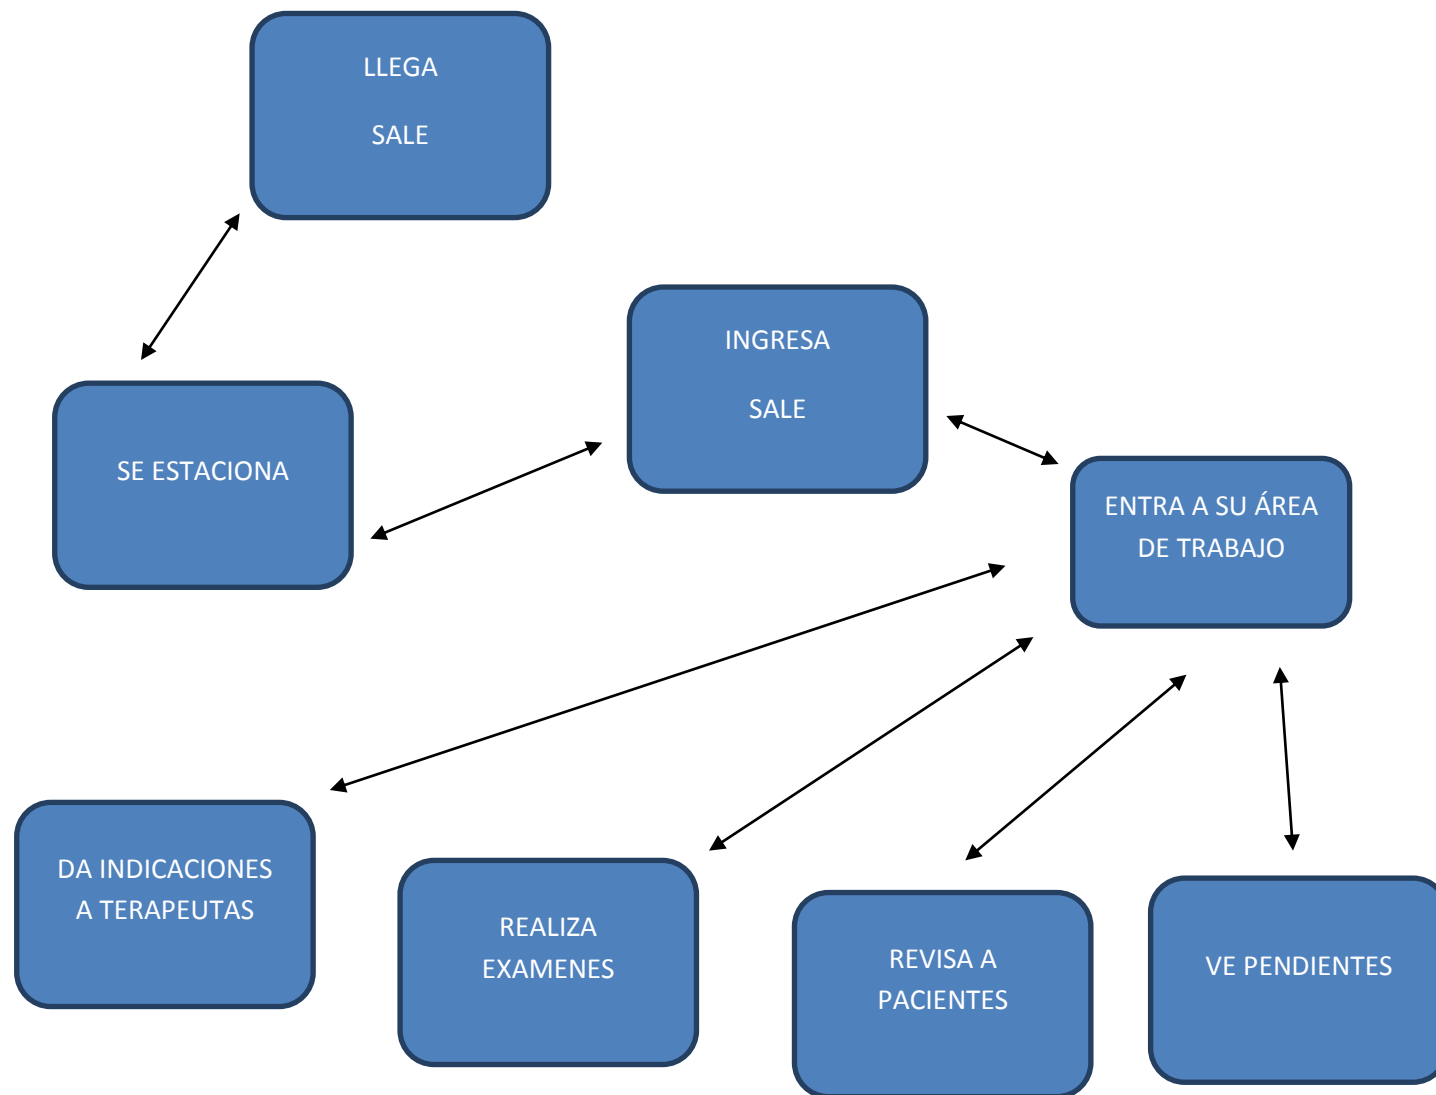 LLEGA
SALE
INGRESA
SALE
SE ESTACIONA
ENTRA A SU ÁREA
DE TRABAJO
DA INDICACIONES
A TERAPEUTAS
REALIZA
EXAMENES
REVISA A
PACIENTES
VE PENDIENTES